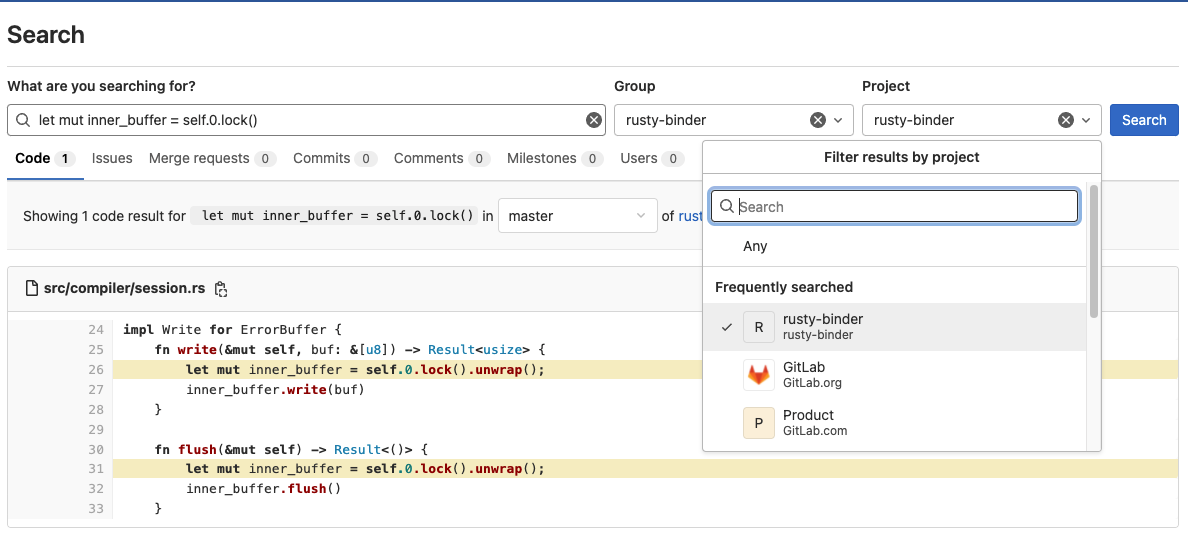 Search
What are you searching for?
Group
Project
let mut inner_buffer = self.0.lock()
rusty-binder
rusty-binder
Search
Code 1 Issues Merge requests 0 Commits 0 Comments 0 Milestones 0 Users 0
Filter results by project
Search
Any
Frequently searched
R
rusty-binder
rusty-binder
GitLab
GitLab.org
P
Product
GitLab.com
Showing 1 code result for let mut inner_buffer = self.0.lock() in master of rust
src/compiler/session.rs
24 impl Write for ErrorBuffer {
25 fn write(&mut self, buf: &[u8]) -> Result<usize> {
26 let mut inner_buffer = self.0.lock().unwrap();
27 inner_buffer.write(buf)
28 }
29
30 fn flush(&mut self) -> Result<()> {
31 let mut inner_buffer = self.0.lock().unwrap();
32 inner_buffer.flush()
33 }